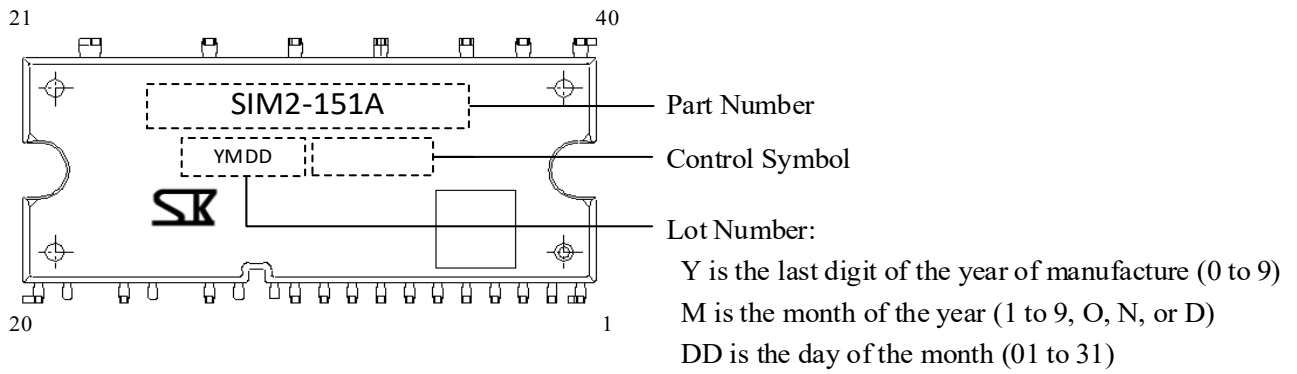 21 40
SIM2-151A
Part Number
YMDD
Control Symbol
SK
Lot Number:
Y is the last digit of the year of manufacture (0 to 9)
M is the month of the year (1 to 9, O, N, or D)
20 1
DD is the day of the month (01 to 31)